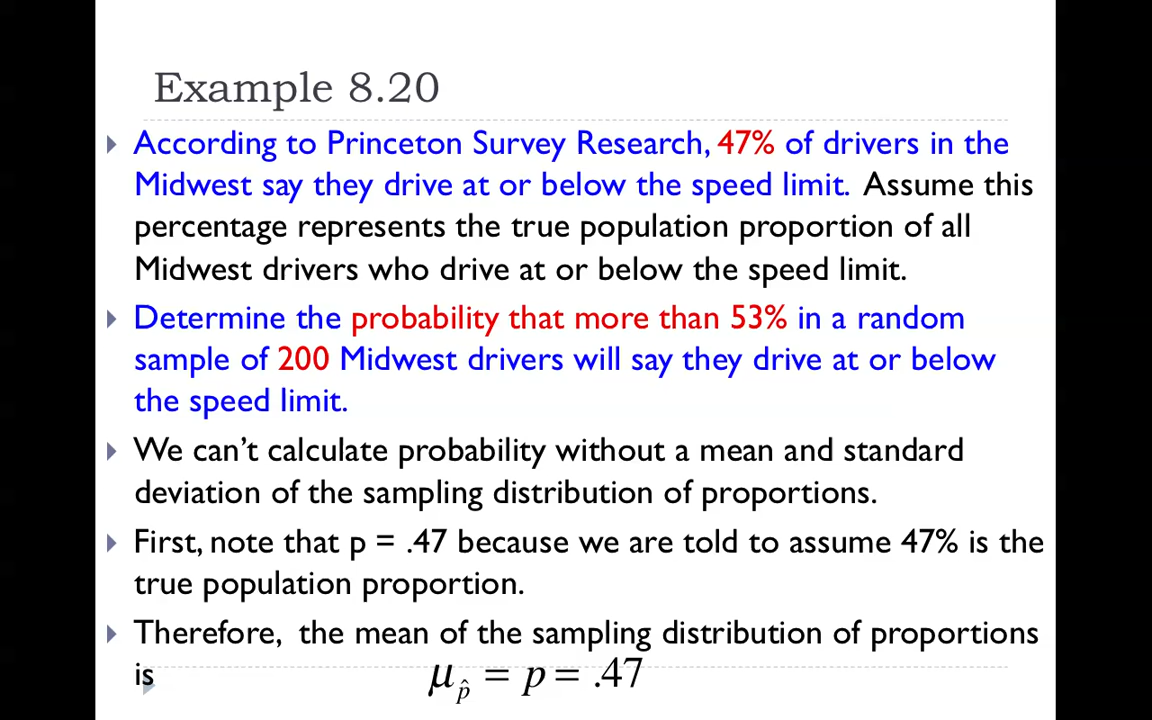 Example 8.20
According to Princeton Survey Research, 47% of drivers in the
Midwest say they drive at or below the speed limit. Assume this
percentage represents the true population proportion of all
Midwest drivers who drive at or below the speed limit.
Determine the probability that more than 53% in a random
sample of 200 Midwest drivers will say they drive at or below
the speed limit.
We can’t calculate probability without a mean and standard
deviation of the sampling distribution of proportions.
First, note that p = .47 because we are told to assume 47% is the
true population proportion.
Therefore, the mean of the sampling distribution of proportions
is μ_p̂ = p = .47